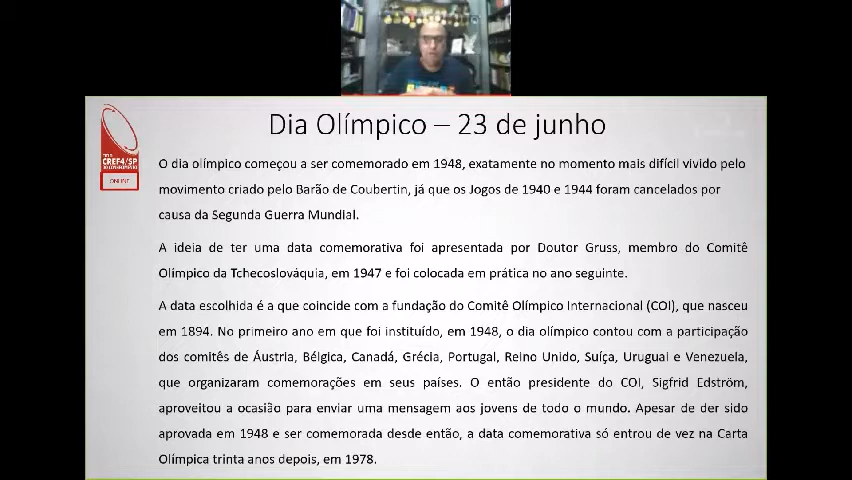 Dia Olímpico – 23 de junho
CREF4/SP
ONLINE
O dia olímpico começou a ser comemorado em 1948, exatamente no momento mais difícil vivido pelo
movimento criado pelo Barão de Coubertin, já que os Jogos de 1940 e 1944 foram cancelados por
causa da Segunda Guerra Mundial.
A ideia de ter uma data comemorativa foi apresentada por Doutor Gruss, membro do Comitê
Olímpico da Tchecoslováquia, em 1947 e foi colocada em prática no ano seguinte.
A data escolhida é a que coincide com a fundação do Comitê Olímpico Internacional (COI), que nasceu
em 1894. No primeiro ano em que foi instituído, em 1948, o dia olímpico contou com a participação
dos comitês de Áustria, Bélgica, Canadá, Grécia, Portugal, Reino Unido, Suíça, Uruguai e Venezuela,
que organizaram comemorações em seus países. O então presidente do COI, Sigfrid Edström,
aproveitou a ocasião para enviar uma mensagem aos jovens de todo o mundo. Apesar de der sido
aprovada em 1948 e ser comemorada desde então, a data comemorativa só entrou de vez na Carta
Olímpica trinta anos depois, em 1978.